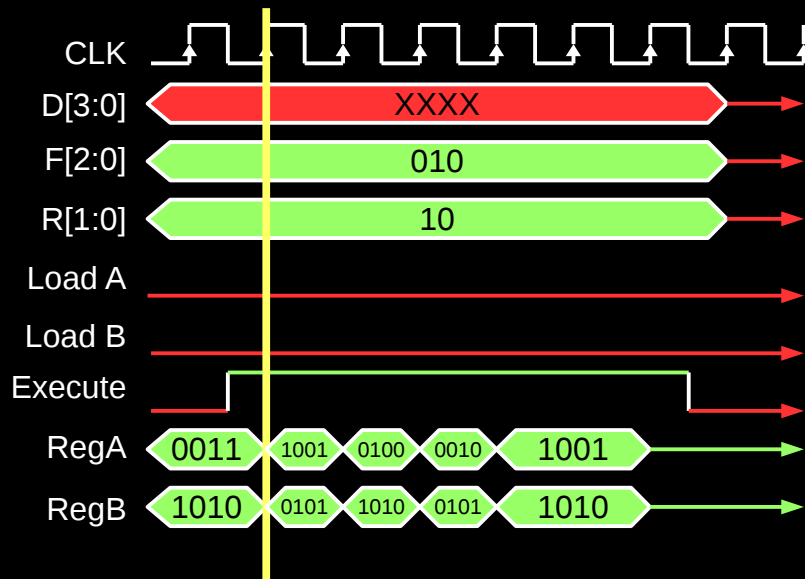 CLK
D[3:0] XXXX
F[2:0] 010
R[1:0] 10
Load A
Load B
Execute
RegA 0011 1001 0100 0010 1001
RegB 1010 0101 1010 0101 1010